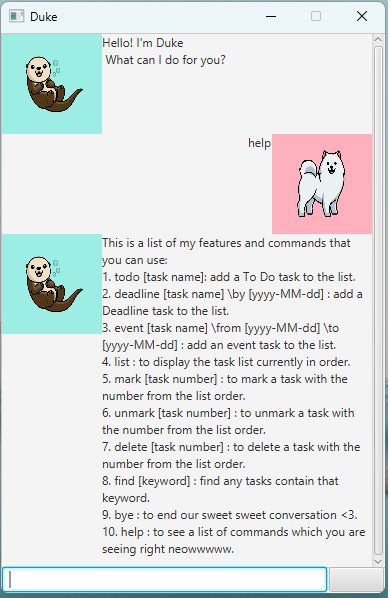 Duke
Hello! I'm Duke
What can I do for you?
help
This is a list of my features and commands that
you can use:
1. todo [task name]: add a To Do task to the list.
2. deadline [task name] \by [yyyy-MM-dd] : add a
Deadline task to the list.
3. event [task name] \from [yyyy-MM-dd] \to
[yyyy-MM-dd] : add an event task to the list.
4. list : to display the task list currently in order.
5. mark [task number] : to mark a task with the
number from the list order.
6. unmark [task number] : to unmark a task with
the number from the list order.
7. delete [task number] : to delete a task with the
number from the list order.
8. find [keyword] : find any tasks contain that
keyword.
9. bye : to end our sweet sweet conversation <3.
10. help : to see a list of commands which you are
seeing right neowwwww.